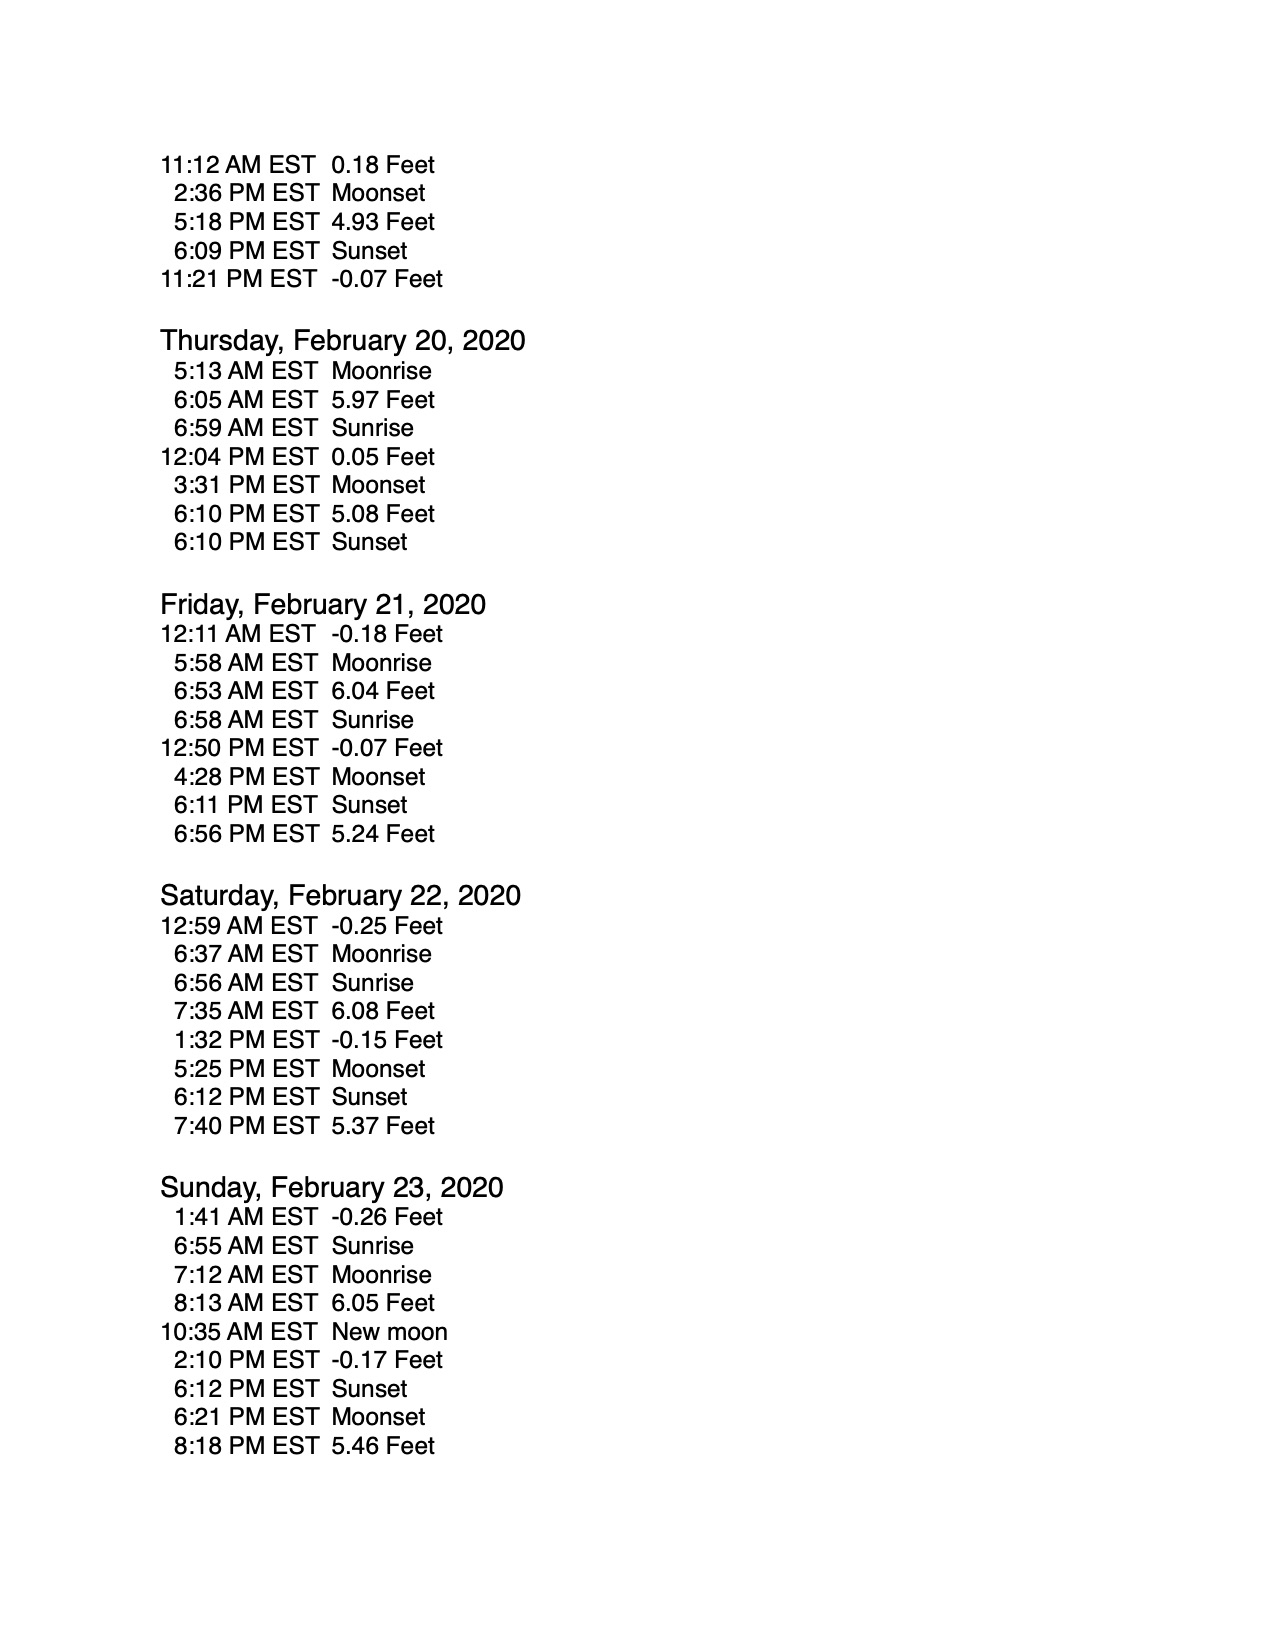 11:12 AM EST 0.18 Feet
2:36 PM EST Moonset
5:18 PM EST 4.93 Feet
6:09 PM EST Sunset
11:21 PM EST -0.07 Feet
Thursday, February 20, 2020
5:13 AM EST Moonrise
6:05 AM EST 5.97 Feet
6:59 AM EST Sunrise
12:04 PM EST 0.05 Feet
3:31 PM EST Moonset
6:10 PM EST 5.08 Feet
6:10 PM EST Sunset
Friday, February 21, 2020
12:11 AM EST -0.18 Feet
5:58 AM EST Moonrise
6:53 AM EST 6.04 Feet
6:58 AM EST Sunrise
12:50 PM EST -0.07 Feet
4:28 PM EST Moonset
6:11 PM EST Sunset
6:56 PM EST 5.24 Feet
Saturday, February 22, 2020
12:59 AM EST -0.25 Feet
6:37 AM EST Moonrise
6:56 AM EST Sunrise
7:35 AM EST 6.08 Feet
1:32 PM EST -0.15 Feet
5:25 PM EST Moonset
6:12 PM EST Sunset
7:40 PM EST 5.37 Feet
Sunday, February 23, 2020
1:41 AM EST -0.26 Feet
6:55 AM EST Sunrise
7:12 AM EST Moonrise
8:13 AM EST 6.05 Feet
10:35 AM EST New moon
2:10 PM EST -0.17 Feet
6:12 PM EST Sunset
6:21 PM EST Moonset
8:18 PM EST 5.46 Feet